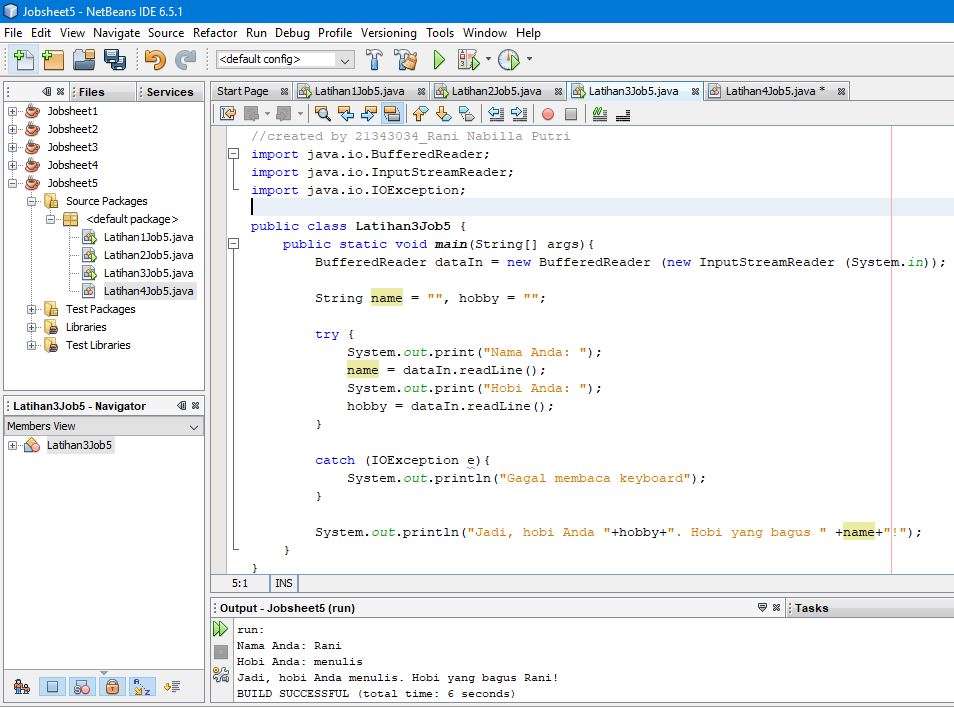 Jobsheet5 - NetBeans IDE 6.5.1
File Edit View Navigate Source Refactor Run Debug Profile Versioning Tools Window Help
<default config>
Files Services
Jobsheet1
Jobsheet2
Jobsheet3
Jobsheet4
Jobsheet5
Source Packages
<default package>
Latihan1Job5.java
Latihan2Job5.java
Latihan3Job5.java
Latihan4Job5.java
Test Packages
Libraries
Test Libraries
Latihan3Job5 - Navigator
Members View
Latihan3Job5
Start Page Latihan1Job5.java Latihan2Job5.java Latihan3Job5.java Latihan4Job5.java *
//created by 21343034_Rani Nabilla Putri
import java.io.BufferedReader;
import java.io.InputStreamReader;
import java.io.IOException;
public class Latihan3Job5 {
public static void main(String[] args){
BufferedReader dataIn = new BufferedReader (new InputStreamReader (System.in));
String name = "", hobby = "";
try {
System.out.print("Nama Anda: ");
name = dataIn.readLine();
System.out.print("Hobi Anda: ");
hobby = dataIn.readLine();
}
catch (IOException e){
System.out.println("Gagal membaca keyboard");
}
System.out.println("Jadi, hobi Anda "+hobby+". Hobi yang bagus " +name+"!");
}
}
5:1 INS
Output - Jobsheet5 (run)
Tasks
run:
Nama Anda: Rani
Hobi Anda: menulis
Jadi, hobi Anda menulis. Hobi yang bagus Rani!
BUILD SUCCESSFUL (total time: 6 seconds)